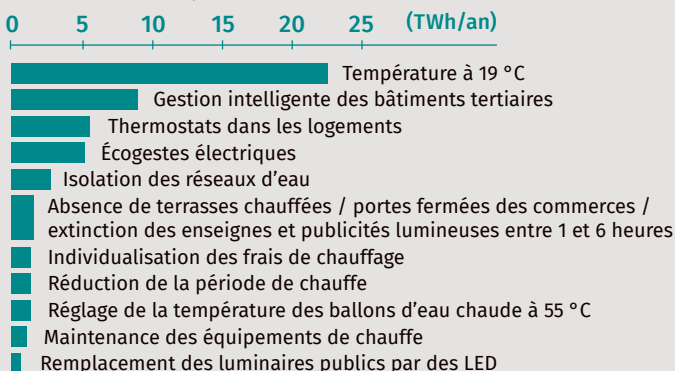 0 5 10 15 20 25 (TWh/an)
Température à 19 °C
Gestion intelligente des bâtiments tertiaires
Thermostats dans les logements
Écogestes électriques
Isolation des réseaux d'eau
Absence de terrasses chauffées / portes fermées des commerces /
extinction des enseignes et publicités lumineuses entre 1 et 6 heures
Individualisation des frais de chauffage
Réduction de la période de chauffe
Réglage de la température des ballons d'eau chaude à 55 °C
Maintenance des équipements de chauffe
Remplacement des luminaires publics par des LED